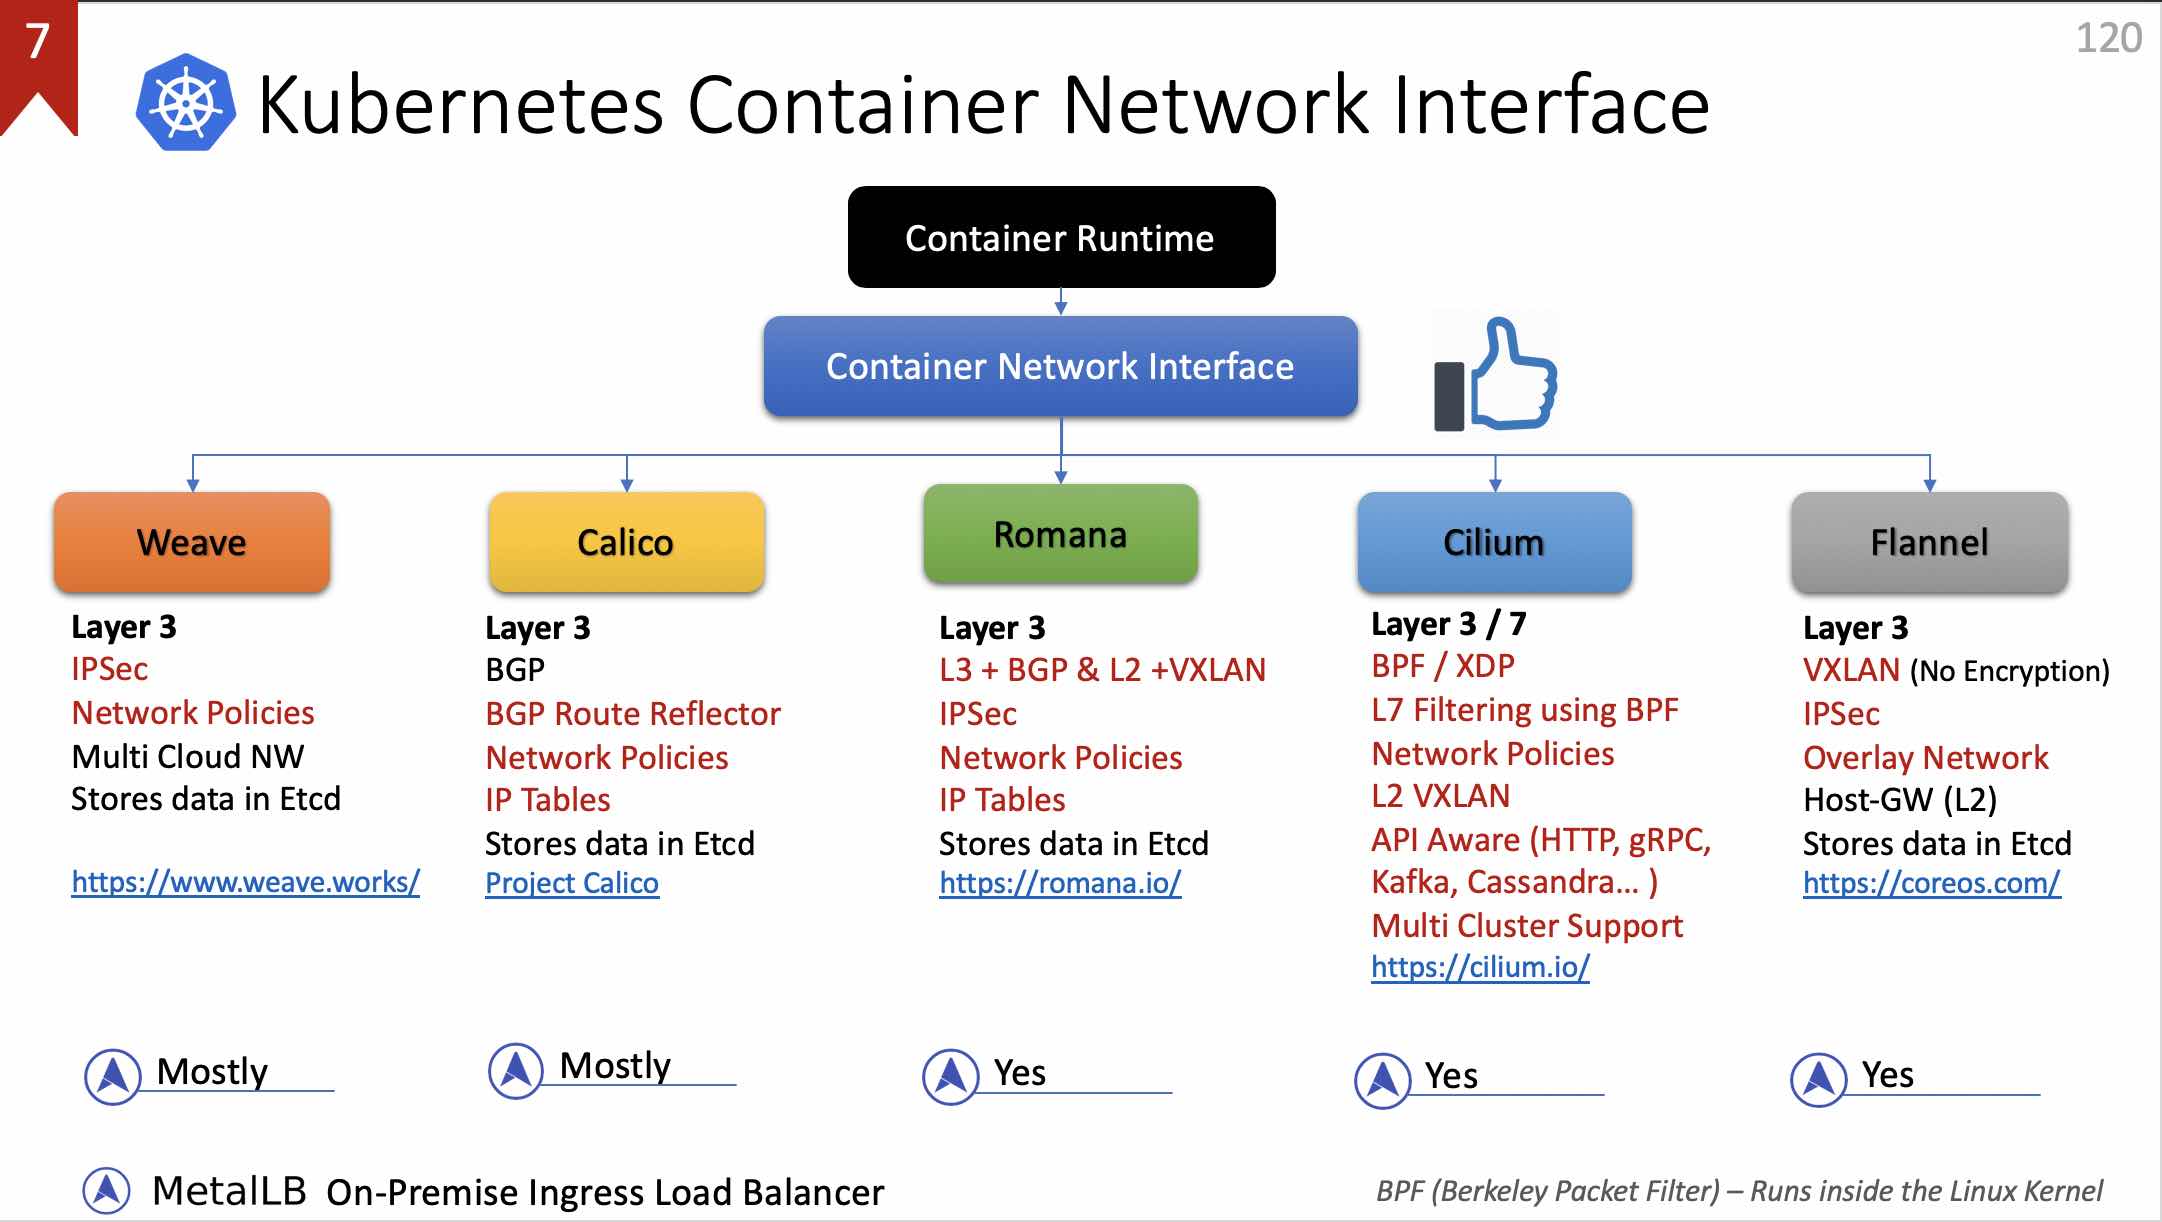 7
120
Kubernetes Container Network Interface
Container Runtime
Container Network Interface
Weave
Layer 3
IPSec
Network Policies
Multi Cloud NW
Stores data in Etcd
https://www.weave.works/
Mostly
Calico
Layer 3
BGP
BGP Route Reflector
Network Policies
IP Tables
Stores data in Etcd
Project Calico
Mostly
Romana
Layer 3
L3 + BGP & L2 +VXLAN
IPSec
Network Policies
IP Tables
Stores data in Etcd
https://romana.io/
Yes
Cilium
Layer 3 / 7
BPF / XDP
L7 Filtering using BPF
Network Policies
L2 VXLAN
API Aware (HTTP, gRPC,
Kafka, Cassandra... )
Multi Cluster Support
https://cilium.io/
Yes
Flannel
Layer 3
VXLAN (No Encryption)
IPSec
Overlay Network
Host-GW (L2)
Stores data in Etcd
https://coreos.com/
Yes
MetalLB On-Premise Ingress Load Balancer
BPF (Berkeley Packet Filter) – Runs inside the Linux Kernel